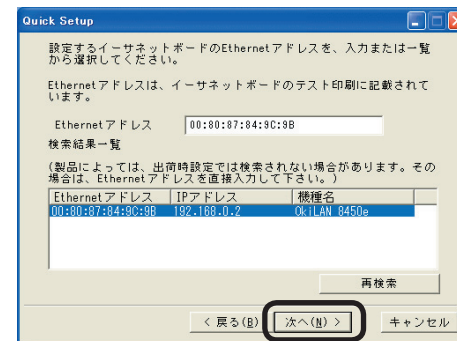 Quick Setup
設定するイーサネットボードのEthernetアドレスを、入力または一覧
から選択してください。
Ethernetアドレスは、イーサネットボードのテスト印刷に記載されて
います。
Ethernetアドレス 00:80:87:84:9C:9B
検索結果一覧
(製品によっては、出荷時設定では検索されない場合があります。その
場合は、Ethernetアドレスを直接入力して下さい。)
Ethernetアドレス IPアドレス 機種名
00:80:87:84:9C:9B 192.168.0.2 OkiLAN 8450e
再検索
< 戻る(B) 次へ(N) > キャンセル